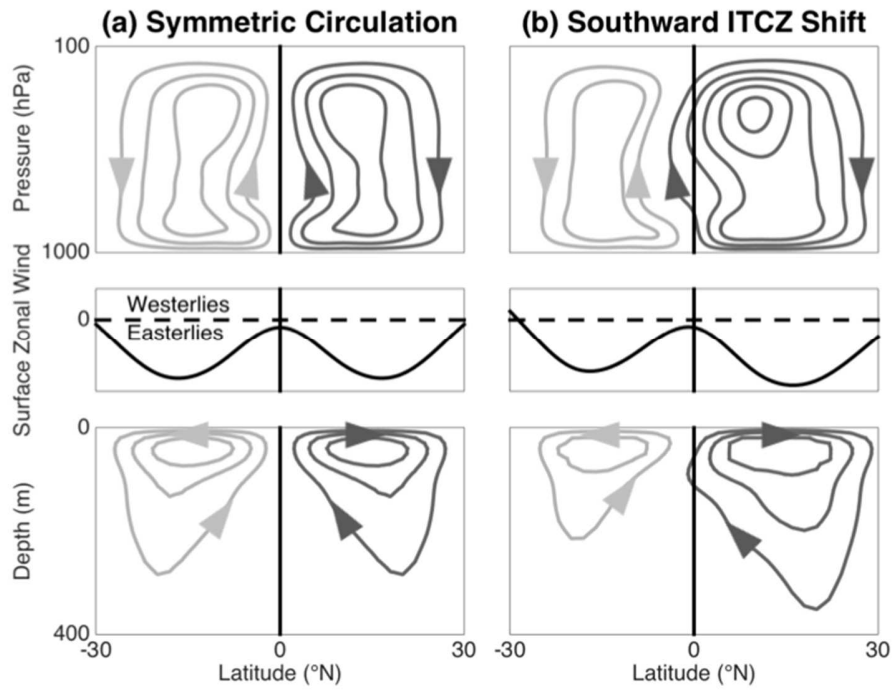 (a) Symmetric Circulation
(b) Southward ITCZ Shift
100
Pressure (hPa)
1000
Surface Zonal Wind
0
Westerlies
Easterlies
0
Depth (m)
400
-30
0
30
Latitude (°N)
-30
0
30
Latitude (°N)